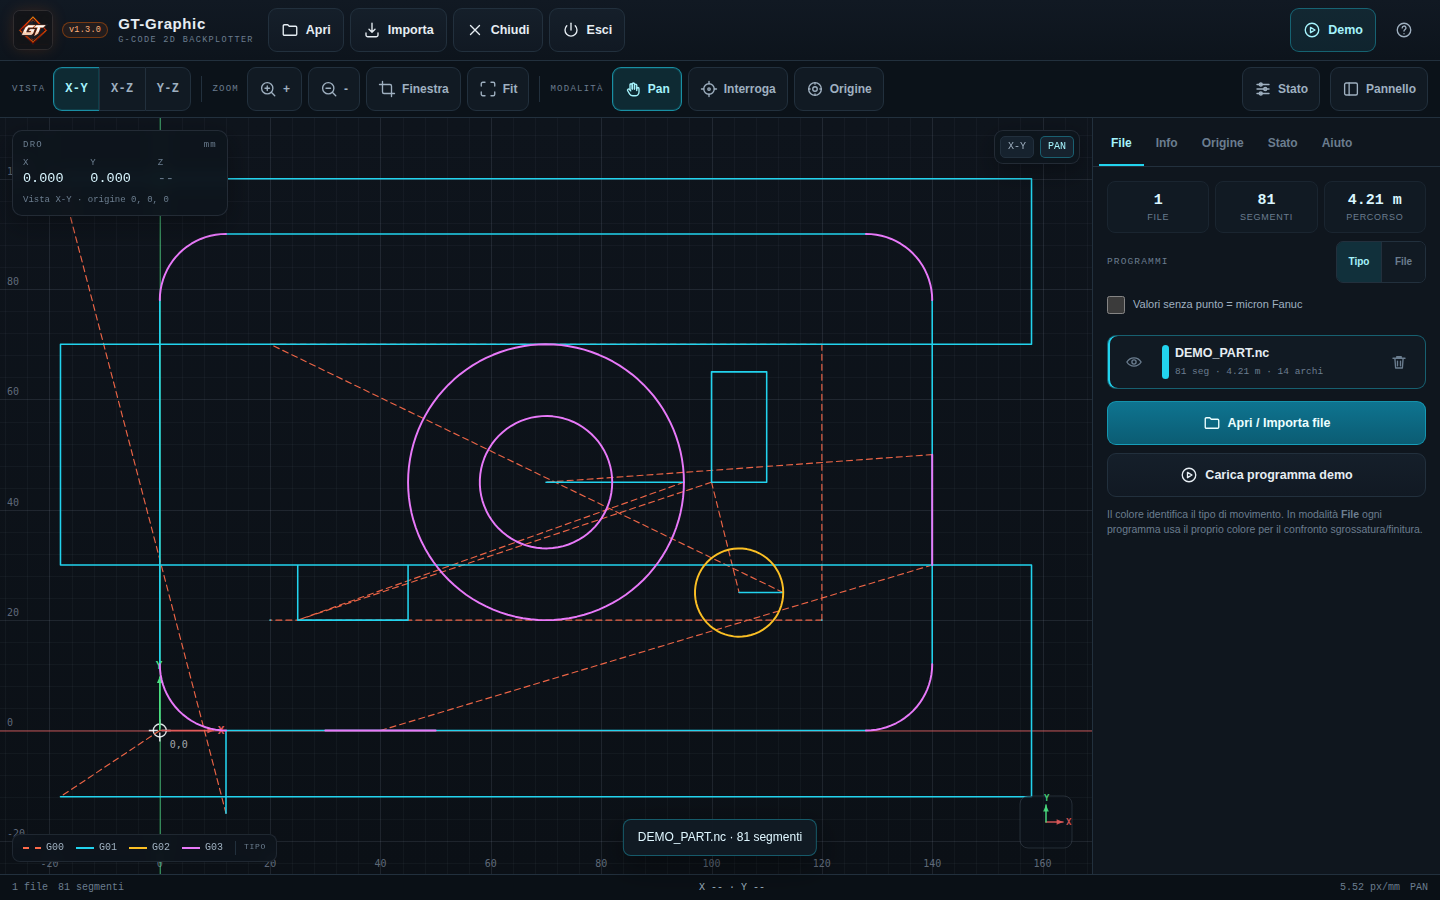 GT v1.3.0 GT-Graphic
G-CODE 2D BACKPLOTTER
Apri Importa Chiudi Esci Demo
VISTA X-Y X-Z Y-Z ZOOM + - Finestra Fit MODALITÀ Pan Interroga Origine Stato Pannello
DRO mm
X Y Z
0.000 0.000 --
Vista X-Y · origine 0, 0, 0
X-Y PAN
80
60
40
20
0
-20
Y
X
0,0
Y
X
G00 G01 G02 G03 TIPO
-20 0 20 40 60 80 100 120 140 160
DEMO_PART.nc · 81 segmenti
File Info Origine Stato Aiuto
1 81 4.21 m
FILE SEGMENTI PERCORSO
PROGRAMMI Tipo File
Valori senza punto = micron Fanuc
DEMO_PART.nc
81 seg · 4.21 m · 14 archi
Apri / Importa file
Carica programma demo
Il colore identifica il tipo di movimento. In modalità File ogni
programma usa il proprio colore per il confronto sgrossatura/finitura.
1 file 81 segmenti X -- · Y -- 5.52 px/mm PAN